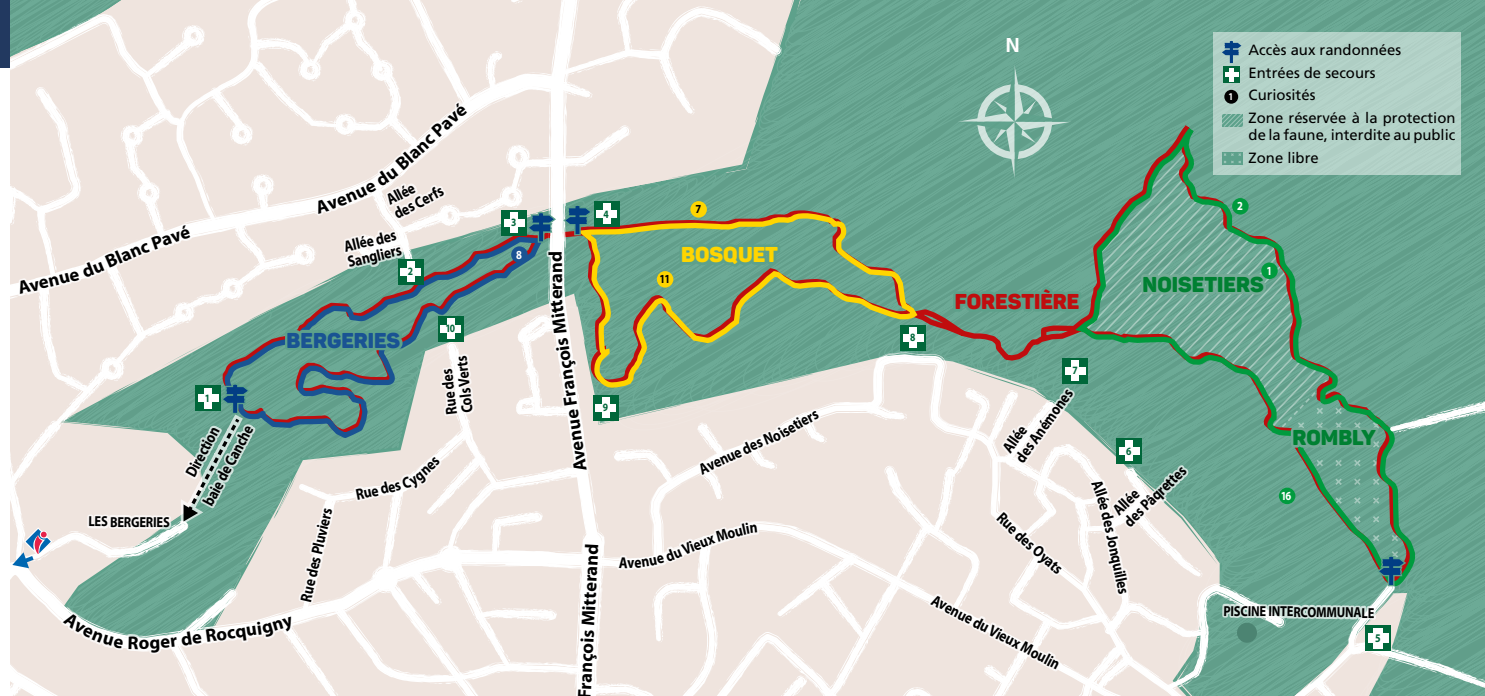 N
Accès aux randonnées
Entrées de secours
1 Curiosités
Zone réservée à la protection
de la faune, interdite au public
Zone libre
Avenue du Blanc Pavé
Avenue du Blanc Pavé
Allée
des Cerfs
Allée des
Sangliers
3
4
2
8
7
11
10
BOSQUET
BERGERIES
FORESTIÈRE
NOISETIERS
2
1
ROMBLY
16
1
9
8
7
6
5
Avenue François Mitterand
François Mitterand
Rue des
Cols Verts
Direction
baie de Canche
LES BERGERIES
Rue des Cygnes
Rue des Pluviers
Avenue Roger de Rocquigny
Avenue des Noisetiers
Avenue du Vieux Moulin
Avenue du Vieux Moulin
Allée
des Anémones
Allée
des Pâqrettes
Allée des Jonquilles
Rue des Oyats
PISCINE INTERCOMMUNALE